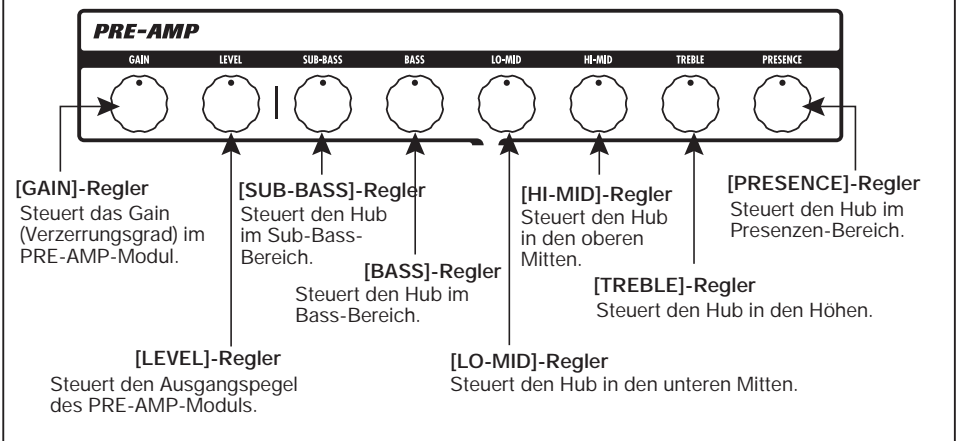 PRE-AMP
GAIN LEVEL SUB-BASS BASS LO-MID HI-MID TREBLE PRESENCE
[GAIN]-Regler
Steuert das Gain
(Verzerrungsgrad) im
PRE-AMP-Modul.
[SUB-BASS]-Regler
Steuert den Hub
im Sub-Bass-
Bereich.
[HI-MID]-Regler
Steuert den Hub
in den oberen
Mitten.
[PRESENCE]-Regler
Steuert den Hub im
Presenzen-Bereich.
[BASS]-Regler
Steuert den Hub im
Bass-Bereich.
[TREBLE]-Regler
Steuert den Hub in den Höhen.
[LEVEL]-Regler
Steuert den Ausgangspegel
des PRE-AMP-Moduls.
[LO-MID]-Regler
Steuert den Hub in den unteren Mitten.